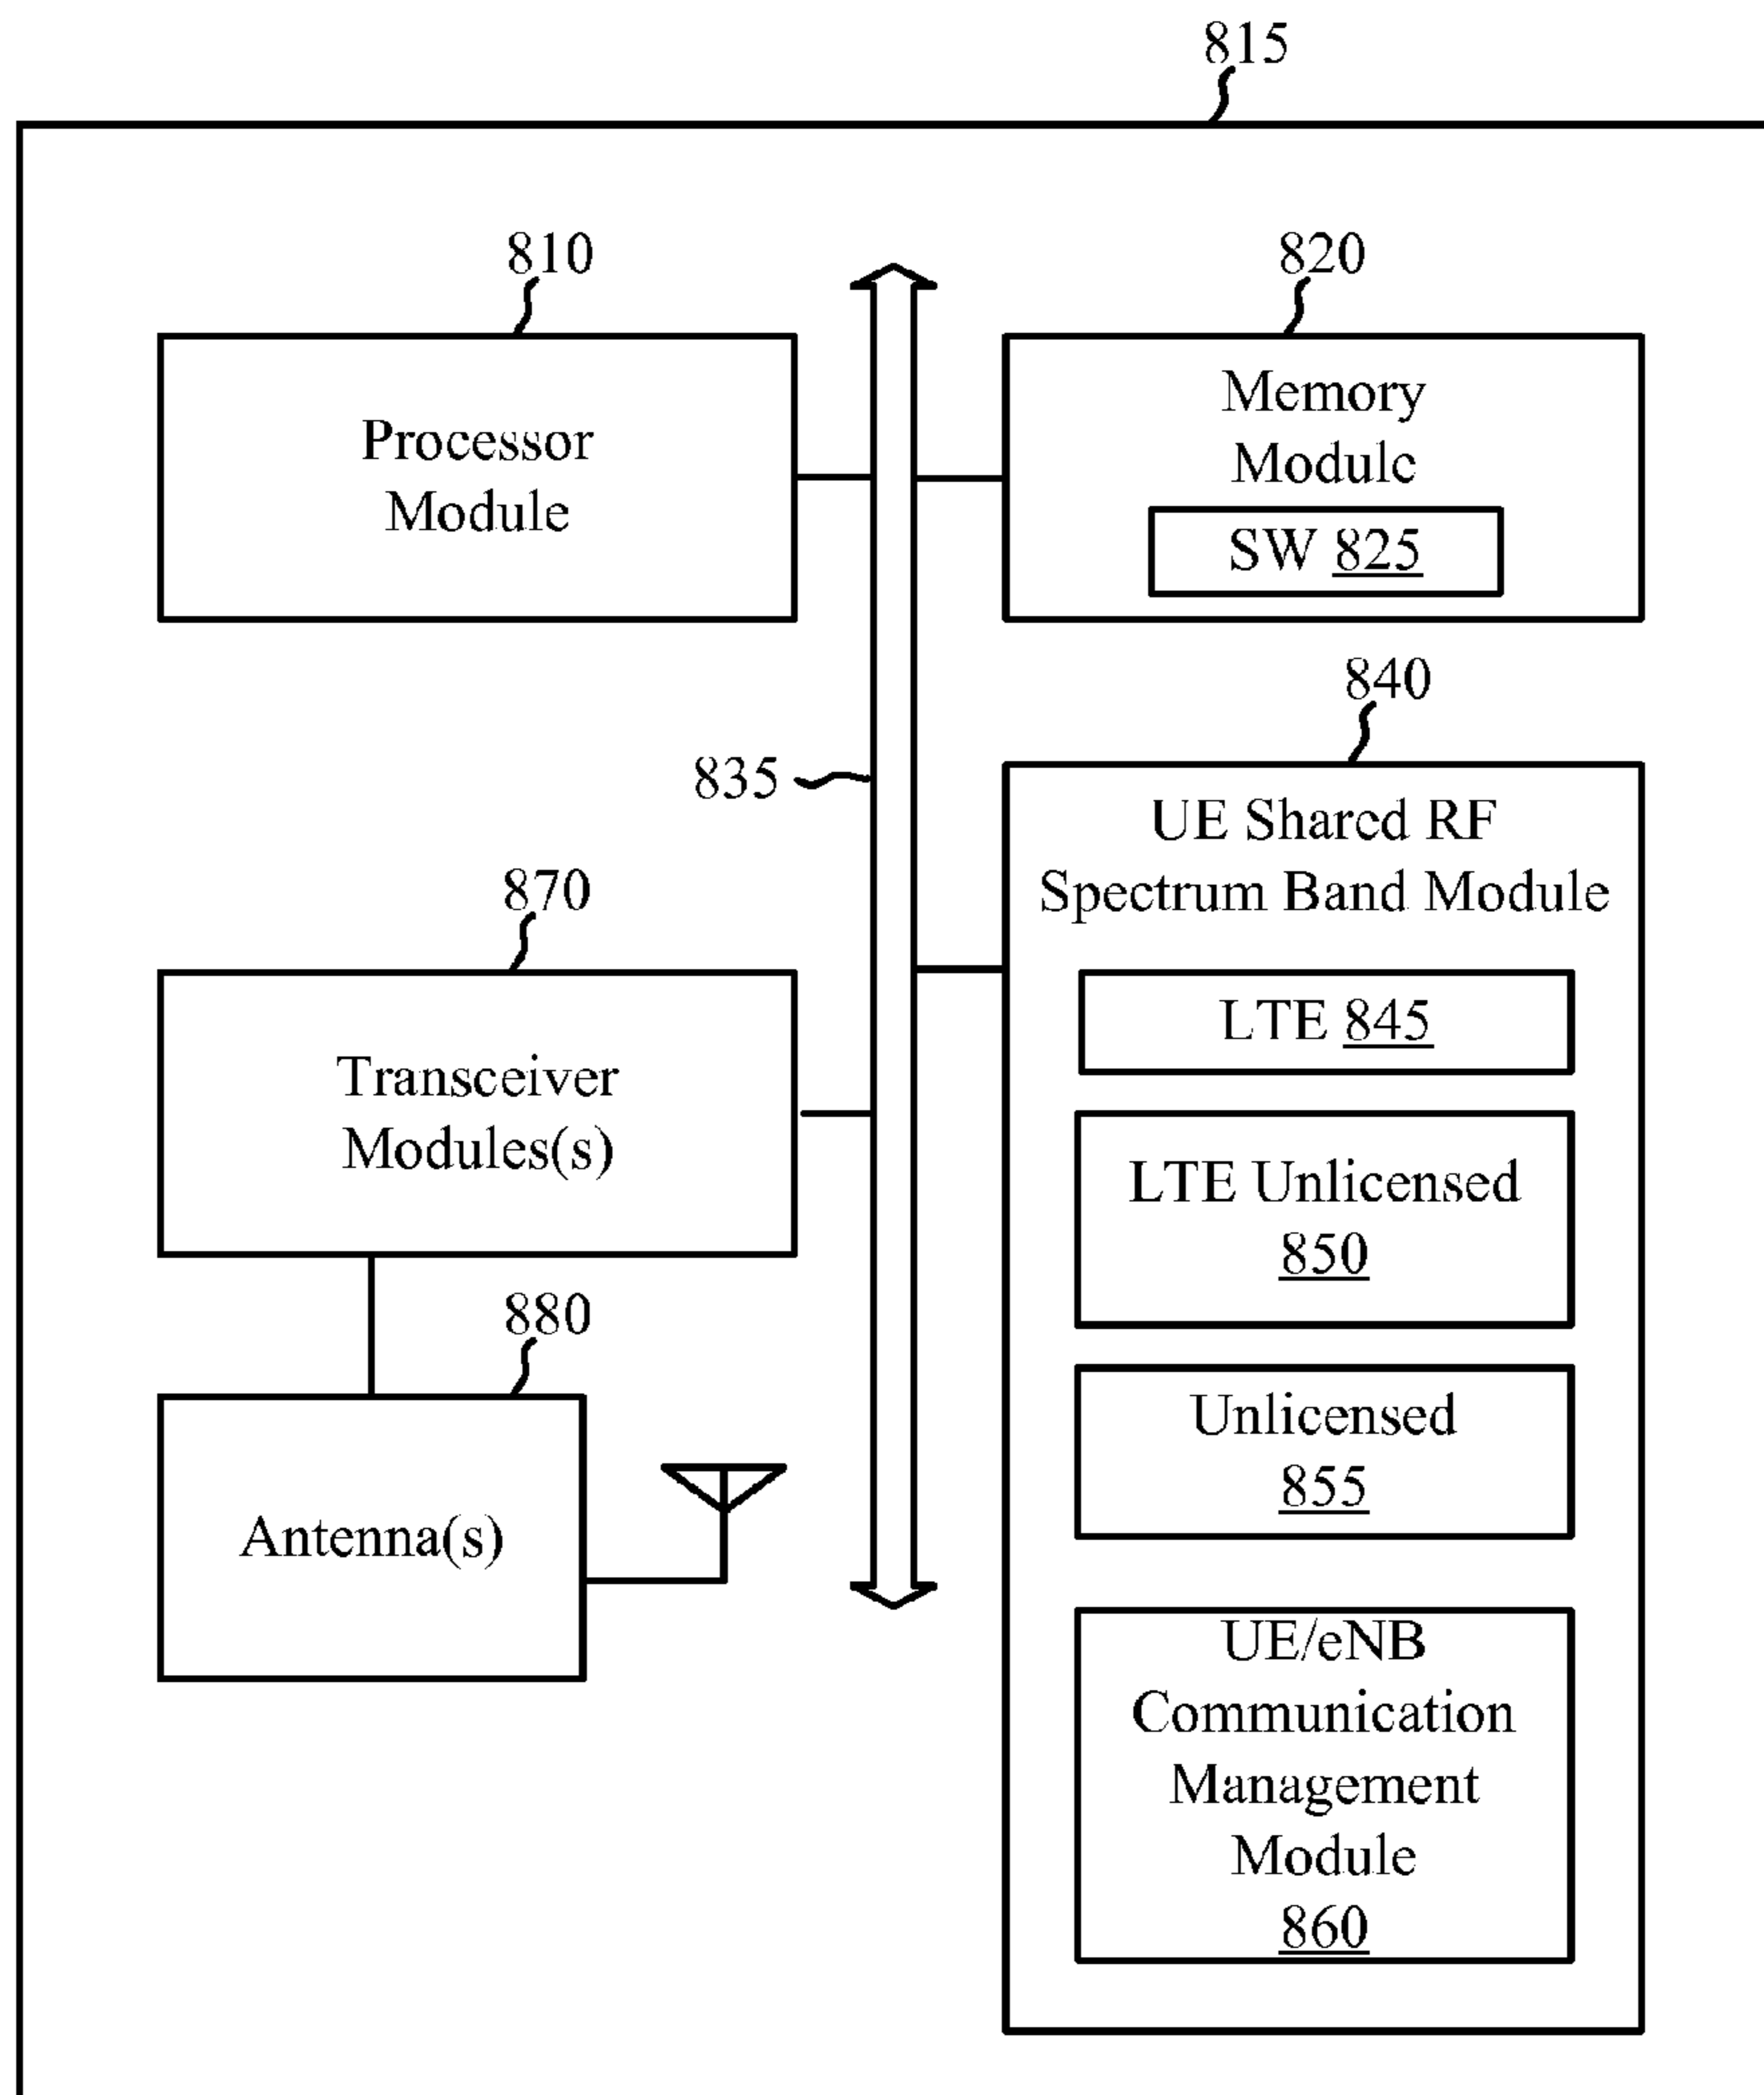 815
810
820
Processor
Module
Memory
Module
SW 825
840
835
UE Shared RF
Spectrum Band Module
870
LTE 845
Transceiver
Modules(s)
LTE Unlicensed
850
880
Unlicensed
855
Antenna(s)
UE/eNB
Communication
Management
Module
860